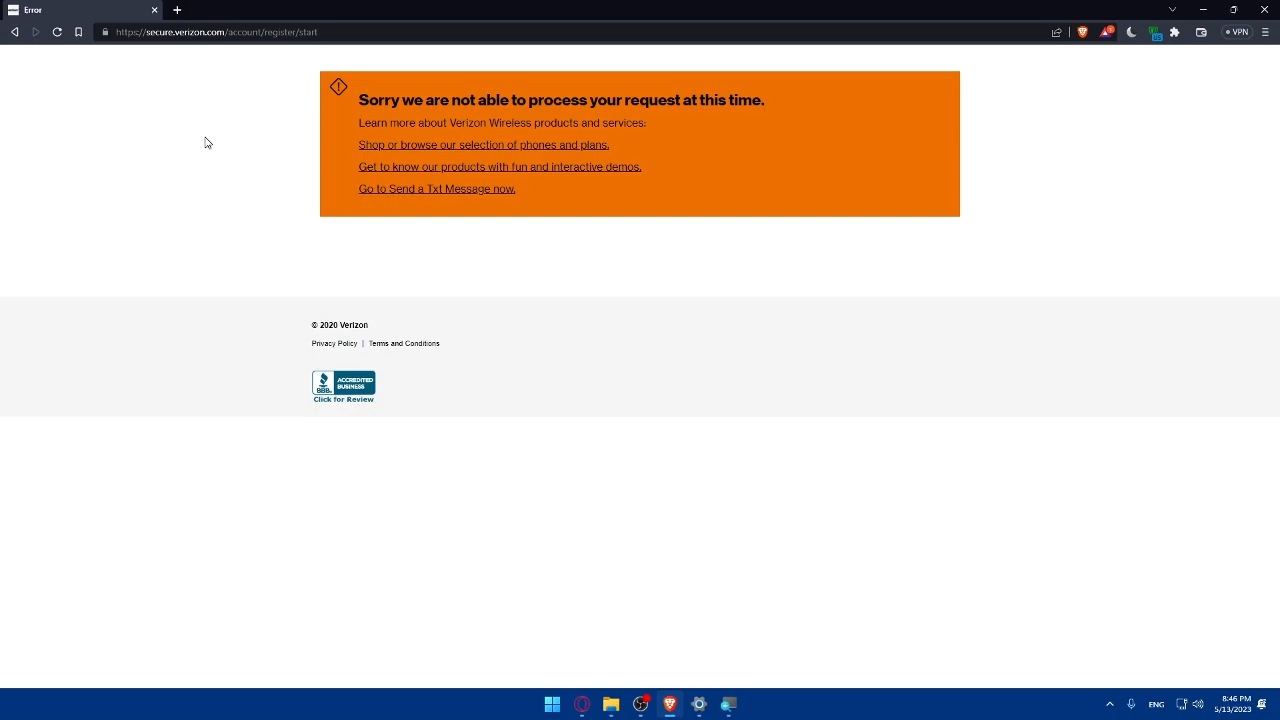 Error
https://secure.verizon.com/account/register/start
VPN
Sorry we are not able to process your request at this time.
Learn more about Verizon Wireless products and services:
Shop or browse our selection of phones and plans.
Get to know our products with fun and interactive demos.
Go to Send a Txt Message now.
© 2020 Verizon
Privacy Policy | Terms and Conditions
BBB. ACCREDITED BUSINESS
Click for Review
ENG
8:46 PM
5/13/2023